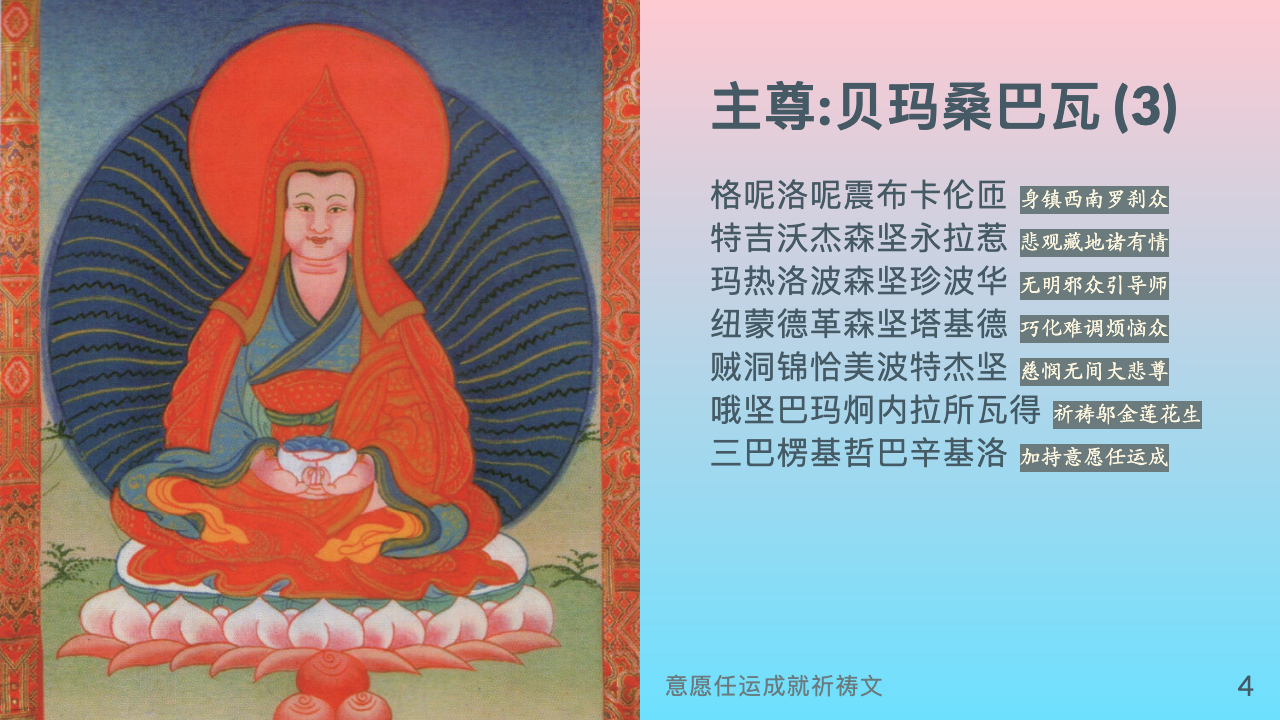 主尊:贝玛桑巴瓦 (3)
格呢洛呢震布卡伦匝 身镇西南罗刹众
特吉沃杰森坚永拉惹 悲观藏地诸有情
玛热洛波森坚珍波华 无明邪众引导师
纽蒙德革森坚塔基德 巧化难调烦恼众
贼洞锦恰美波特杰坚 慈悯无间大悲尊
哦坚巴玛炯内拉所瓦得 祈祷邬金莲花生
三巴楞基哲巴辛基洛 加持意愿任运成
意愿任运成就祈祷文
4